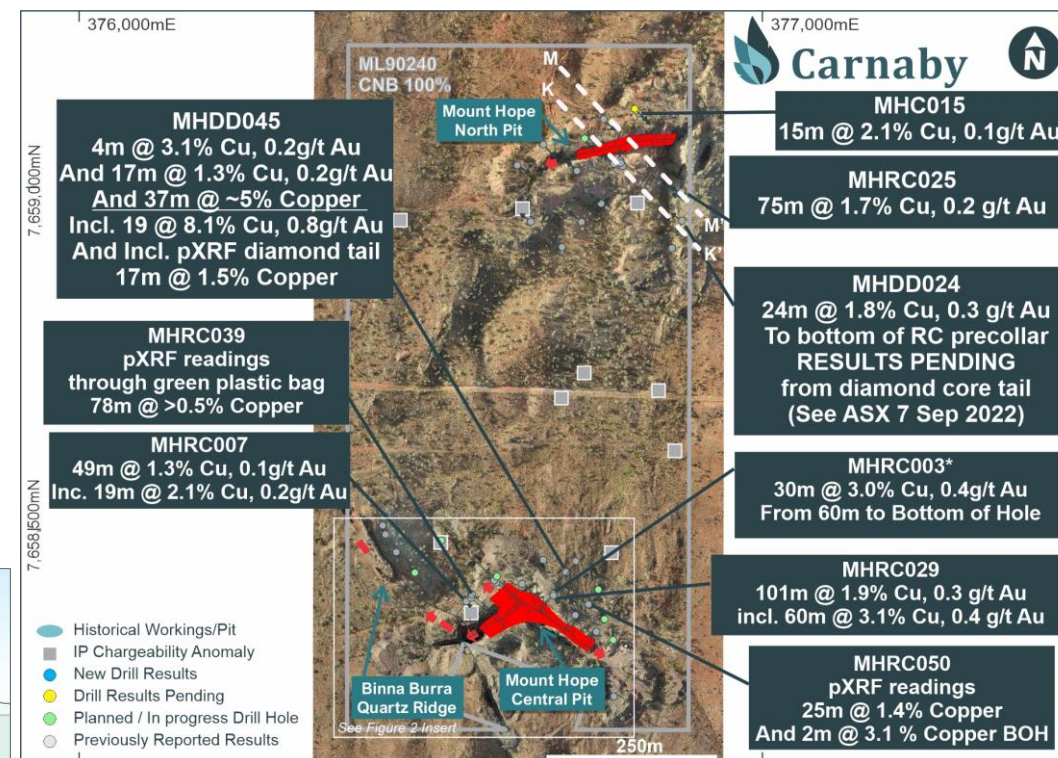 376,000mE
377,000mE
Carnaby
N
ML90240
CNB 100%
M
K
Mount Hope
North Pit
M'
K'
7,659,000mN
7,658,500mN
MHDD045
4m @ 3.1% Cu, 0.2g/t Au
And 17m @ 1.3% Cu, 0.2g/t Au
And 37m @ ~5% Copper
Incl. 19 @ 8.1% Cu, 0.8g/t Au
And Incl. pXRF diamond tail
17m @ 1.5% Copper
MHRC039
pXRF readings
through green plastic bag
78m @ >0.5% Copper
MHRC007
49m @ 1.3% Cu, 0.1g/t Au
Inc. 19m @ 2.1% Cu, 0.2g/t Au
MHC015
15m @ 2.1% Cu, 0.1g/t Au
MHRC025
75m @ 1.7% Cu, 0.2 g/t Au
MHDD024
24m @ 1.8% Cu, 0.3 g/t Au
To bottom of RC precollar
RESULTS PENDING
from diamond core tail
(See ASX 7 Sep 2022)
MHRC003*
30m @ 3.0% Cu, 0.4g/t Au
From 60m to Bottom of Hole
MHRC029
101m @ 1.9% Cu, 0.3 g/t Au
incl. 60m @ 3.1% Cu, 0.4 g/t Au
MHRC050
pXRF readings
25m @ 1.4% Copper
And 2m @ 3.1 % Copper BOH
Historical Workings/Pit
IP Chargeability Anomaly
New Drill Results
Drill Results Pending
Planned / In progress Drill Hole
Previously Reported Results
Binna Burra
Quartz Ridge
Mount Hope
Central Pit
See Figure 2 Insert
250m